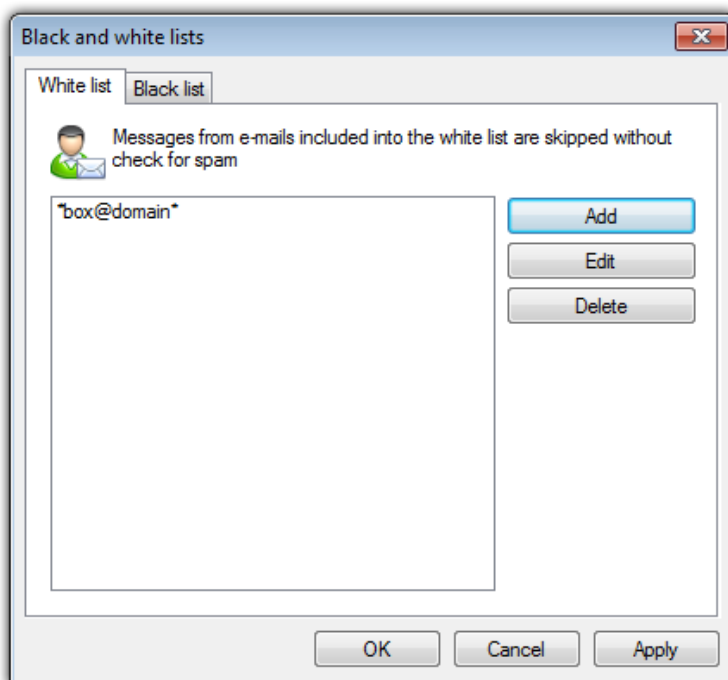 Black and white lists
White list
Black list
Messages from e-mails included into the white list are skipped without
check for spam
*box@domain*
Add
Edit
Delete
OK
Cancel
Apply